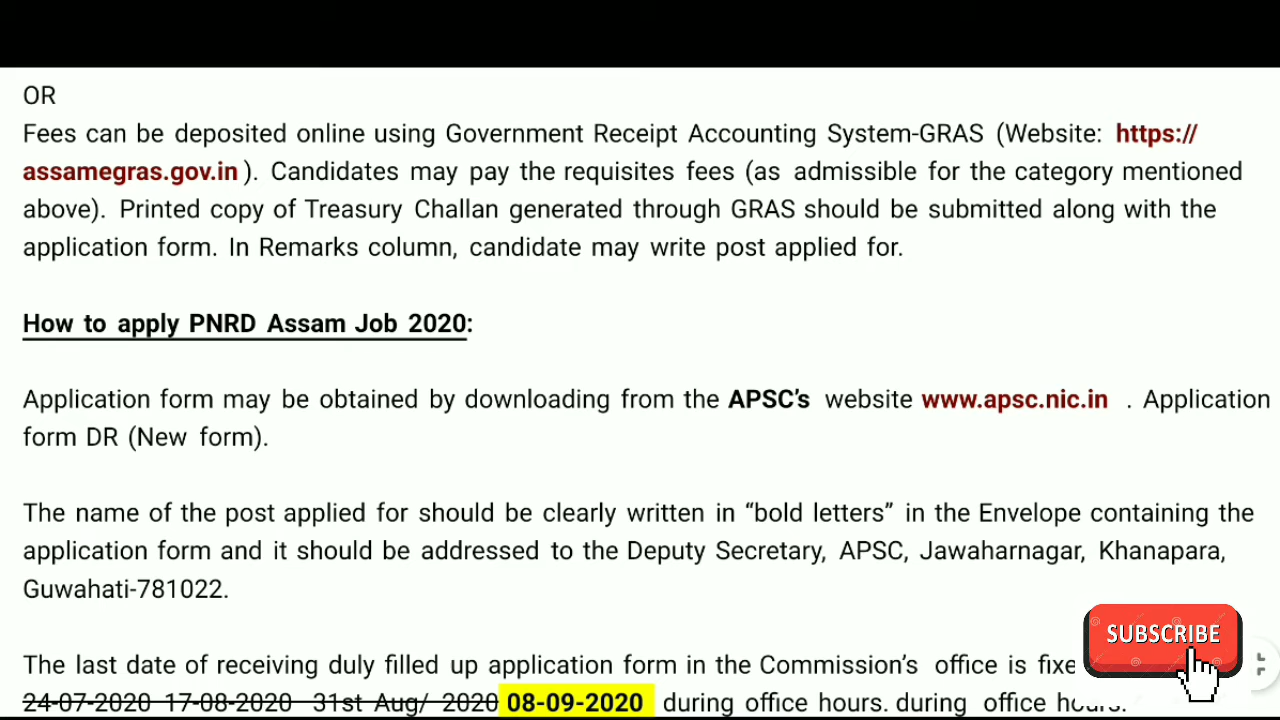 OR
Fees can be deposited online using Government Receipt Accounting System-GRAS (Website: https://
assamegras.gov.in ). Candidates may pay the requisites fees (as admissible for the category mentioned
above). Printed copy of Treasury Challan generated through GRAS should be submitted along with the
application form. In Remarks column, candidate may write post applied for.
How to apply PNRD Assam Job 2020:
Application form may be obtained by downloading from the APSC’s website www.apsc.nic.in . Application
form DR (New form).
The name of the post applied for should be clearly written in “bold letters” in the Envelope containing the
application form and it should be addressed to the Deputy Secretary, APSC, Jawaharnagar, Khanapara,
Guwahati-781022.
The last date of receiving duly filled up application form in the Commission’s office is fixe
24-07-2020 17-08-2020 31st Aug/ 2020 08-09-2020 during office hours. during office hours.
SUBSCRIBE